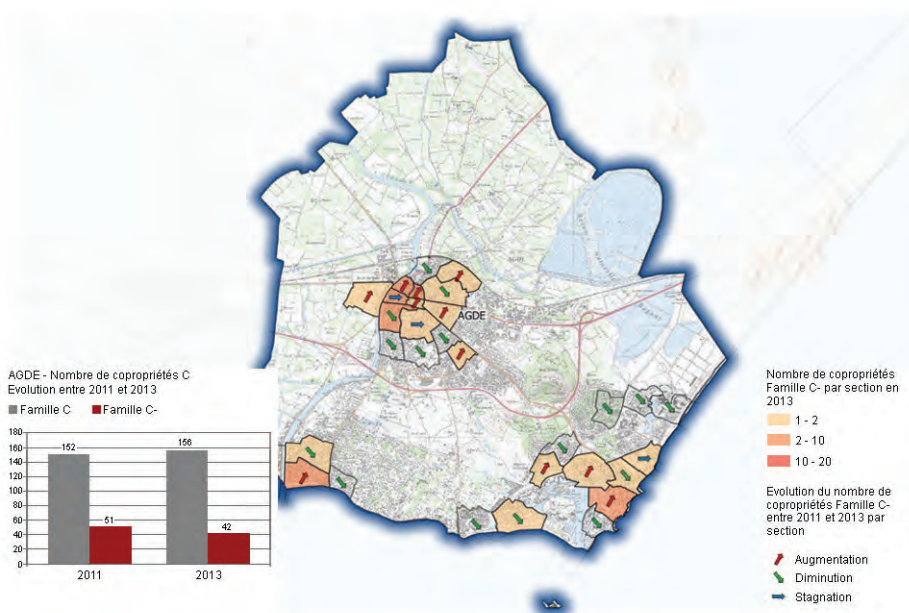 AGDE
AGDE
AGDE - Nombre de copropriétés C
Evolution entre 2011 et 2013
Famille C
Famille C-
180
160
140
120
100
80
60
40
20
0
152
51
156
42
2011
2013
Nombre de copropriétés
Famille C- par section en
2013
1 - 2
2 - 10
10 - 20
Evolution du nombre de
copropriétés Famille C-
entre 2011 et 2013 par
section
Augmentation
Diminution
Stagnation